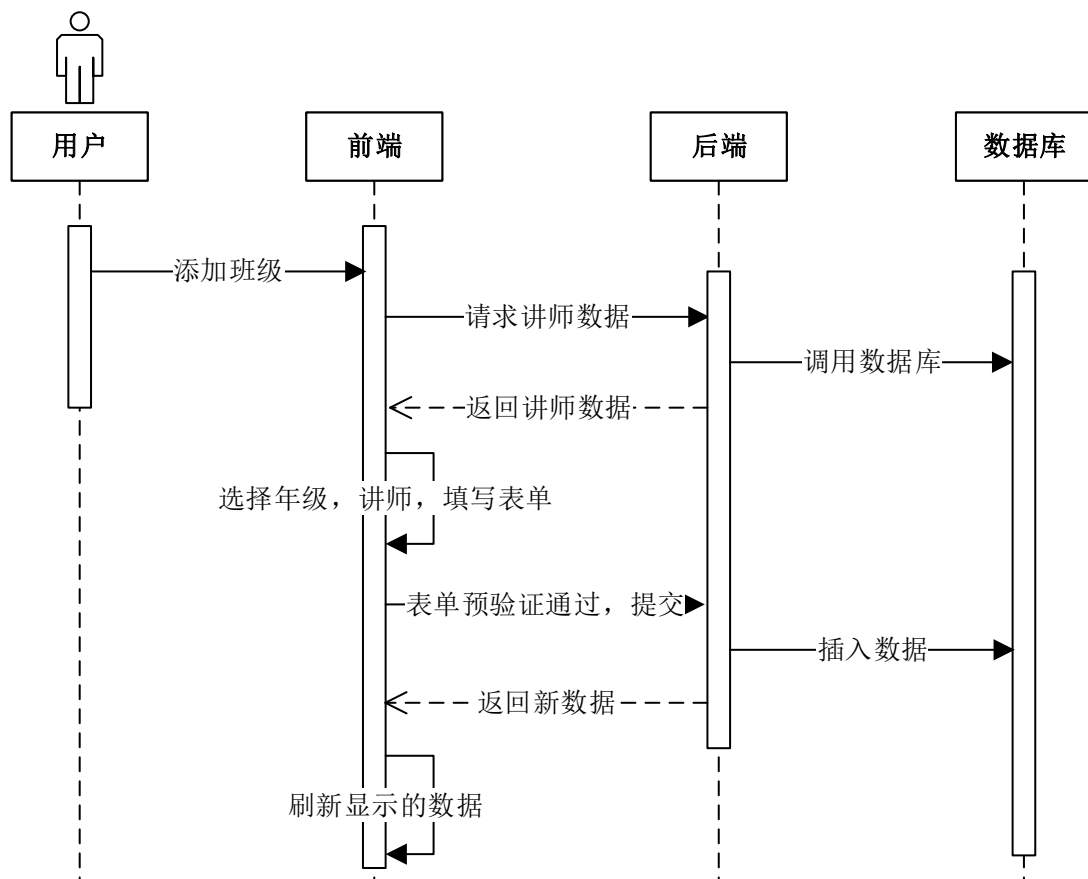 用户
前端
后端
数据库
添加班级
请求讲师数据
调用数据库
返回讲师数据
选择年级，讲师，填写表单
表单预验证通过，提交
插入数据
返回新数据
刷新显示的数据